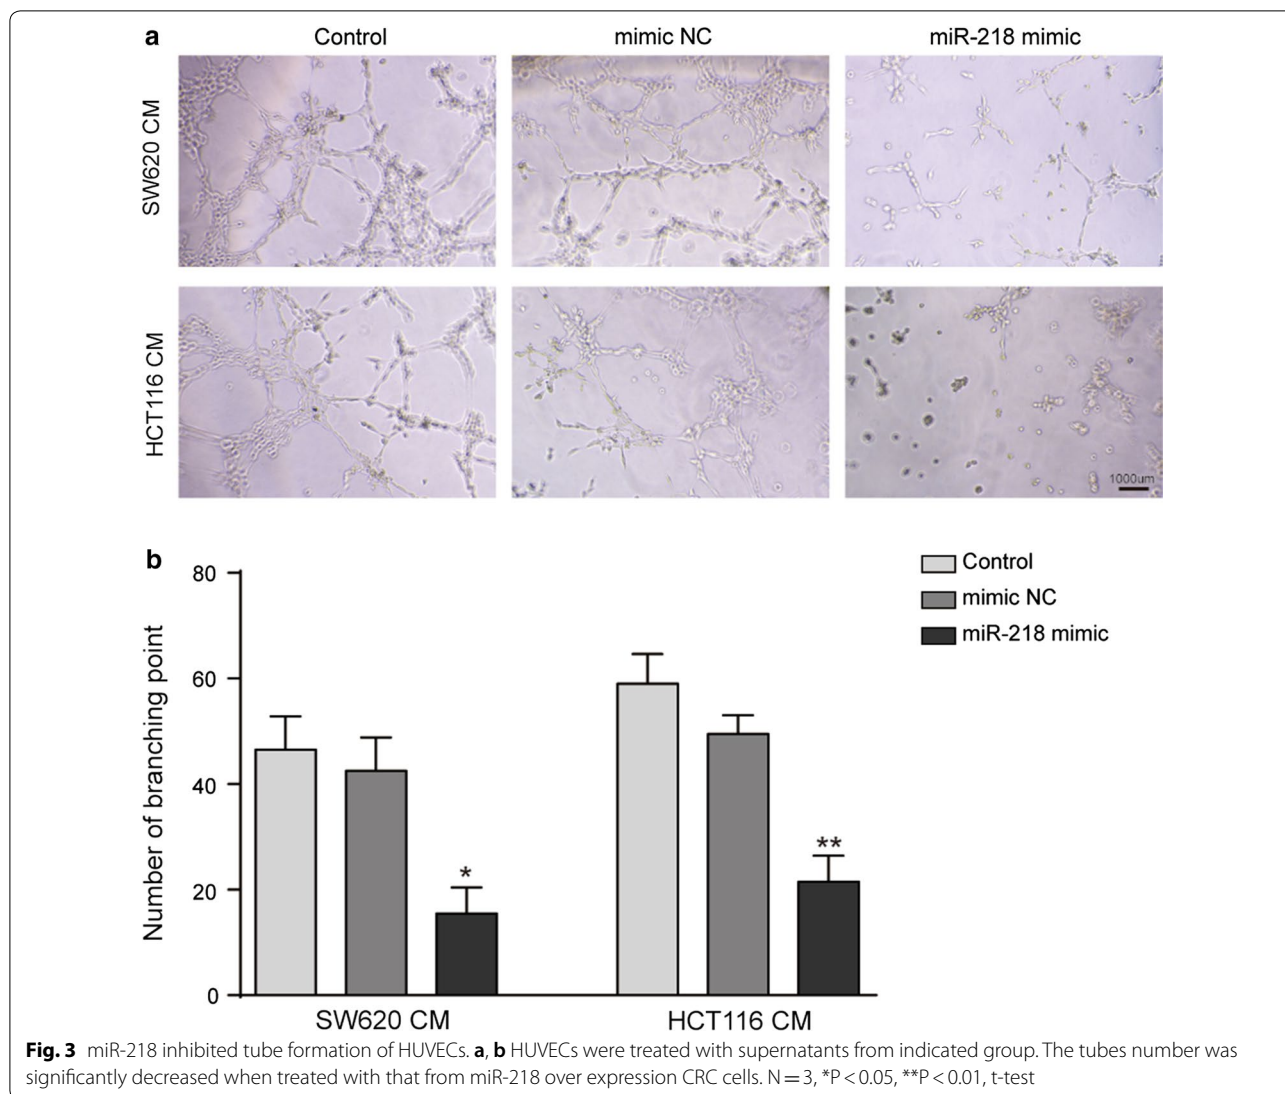 a
Control
mimic NC
miR-218 mimic
SW620 CM
HCT116 CM
1000um
b
Number of branching point
80
60
40
20
0
*
**
SW620 CM
HCT116 CM
Control
mimic NC
miR-218 mimic
Fig. 3 miR-218 inhibited tube formation of HUVECs. a, b HUVECs were treated with supernatants from indicated group. The tubes number was
significantly decreased when treated with that from miR-218 over expression CRC cells. N = 3, *P < 0.05, **P < 0.01, t-test